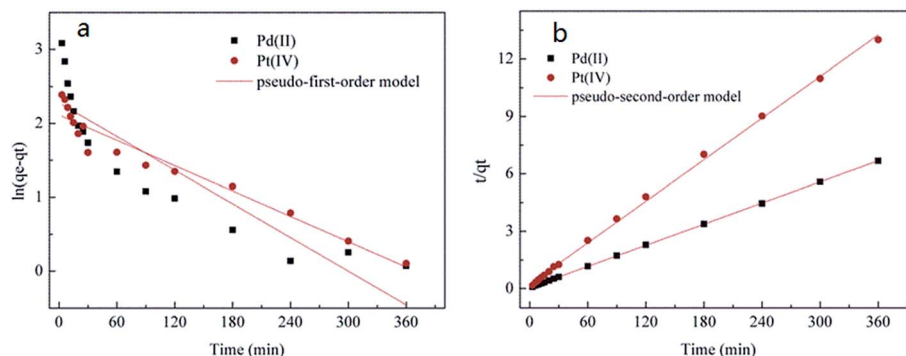 a
Pd(II)
Pt(IV)
pseudo-first-order model
ln(qe-qt)
3
2
1
0
0 60 120 180 240 300 360
Time (min)
b
Pd(II)
Pt(IV)
pseudo-second-order model
t/qt
12
9
6
3
0
0 60 120 180 240 300 360
Time (min)